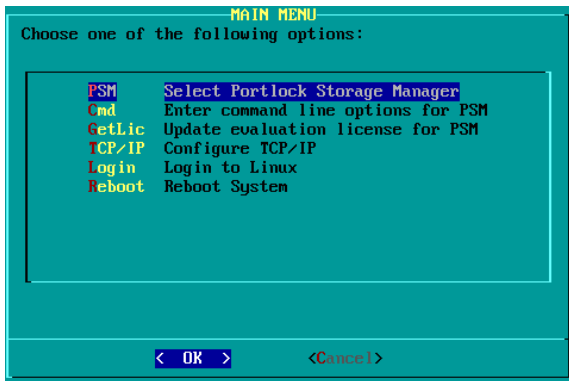 MAIN MENU
Choose one of the following options:
PSM Select Portlock Storage Manager
Cmd Enter command line options for PSM
GetLic Update evaluation license for PSM
TCP/IP Configure TCP/IP
Login Login to Linux
Reboot Reboot System
< OK > <Cancel>